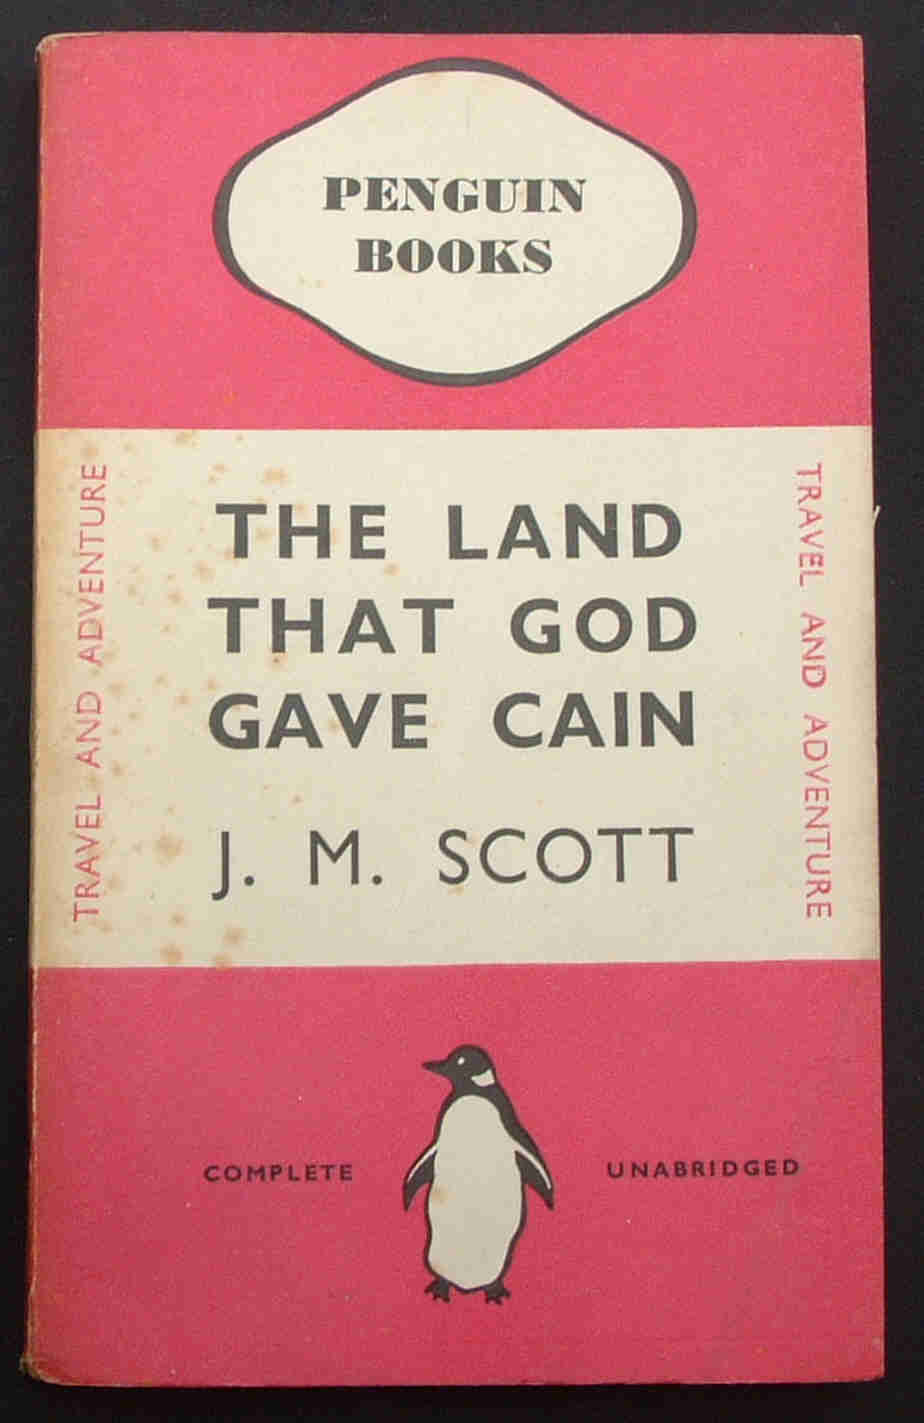 PENGUIN
BOOKS
TRAVEL AND ADVENTURE
THE LAND
THAT GOD
GAVE CAIN
J. M. SCOTT
TRAVEL AND ADVENTURE
COMPLETE
UNABRIDGED